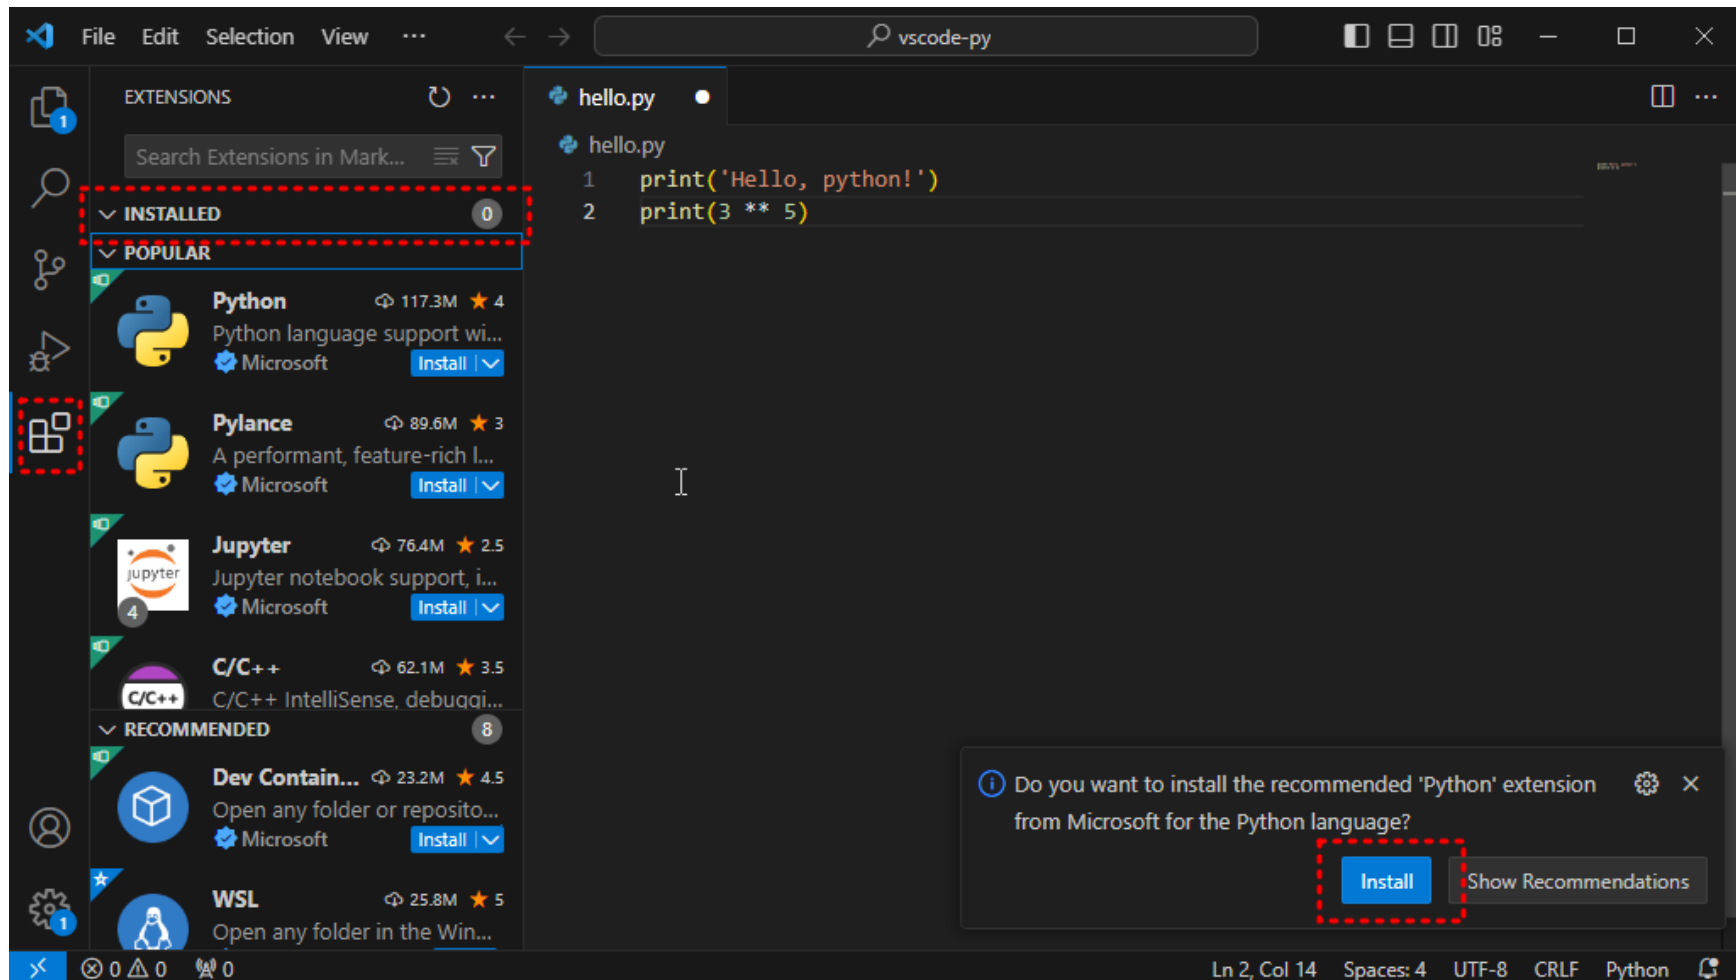 File Edit Selection View ···
vscode-py
EXTENSIONS
Search Extensions in Mark...
INSTALLED 0
POPULAR
Python 117.3M 4
Python language support wi...
Microsoft Install
Pylance 89.6M 3
A performant, feature-rich l...
Microsoft Install
Jupyter 76.4M 2.5
jupyter
Jupyter notebook support, i...
4
Microsoft Install
C/C++ 62.1M 3.5
C/C++
C/C++ IntelliSense, debuggi...
RECOMMENDED 8
Dev Contain... 23.2M 4.5
Open any folder or reposito...
Microsoft Install
WSL 25.8M 5
Open any folder in the Win...
1
1
hello.py
hello.py
1 print('Hello, python!')
2 print(3 ** 5)
Do you want to install the recommended 'Python' extension
from Microsoft for the Python language?
Install Show Recommendations
0 0 0 Ln 2, Col 14 Spaces: 4 UTF-8 CRLF Python